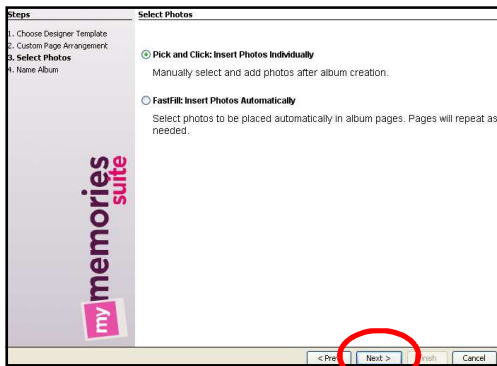 Steps
1. Choose Designer Template
2. Custom Page Arrangement
3. Select Photos
4. Name Album
my memories
suite
Select Photos
Pick and Click: Insert Photos Individually
Manually select and add photos after album creation.
FastFill: Insert Photos Automatically
Select photos to be placed automatically in album pages. Pages will repeat as
needed.
< Prev
Next >
Finish
Cancel